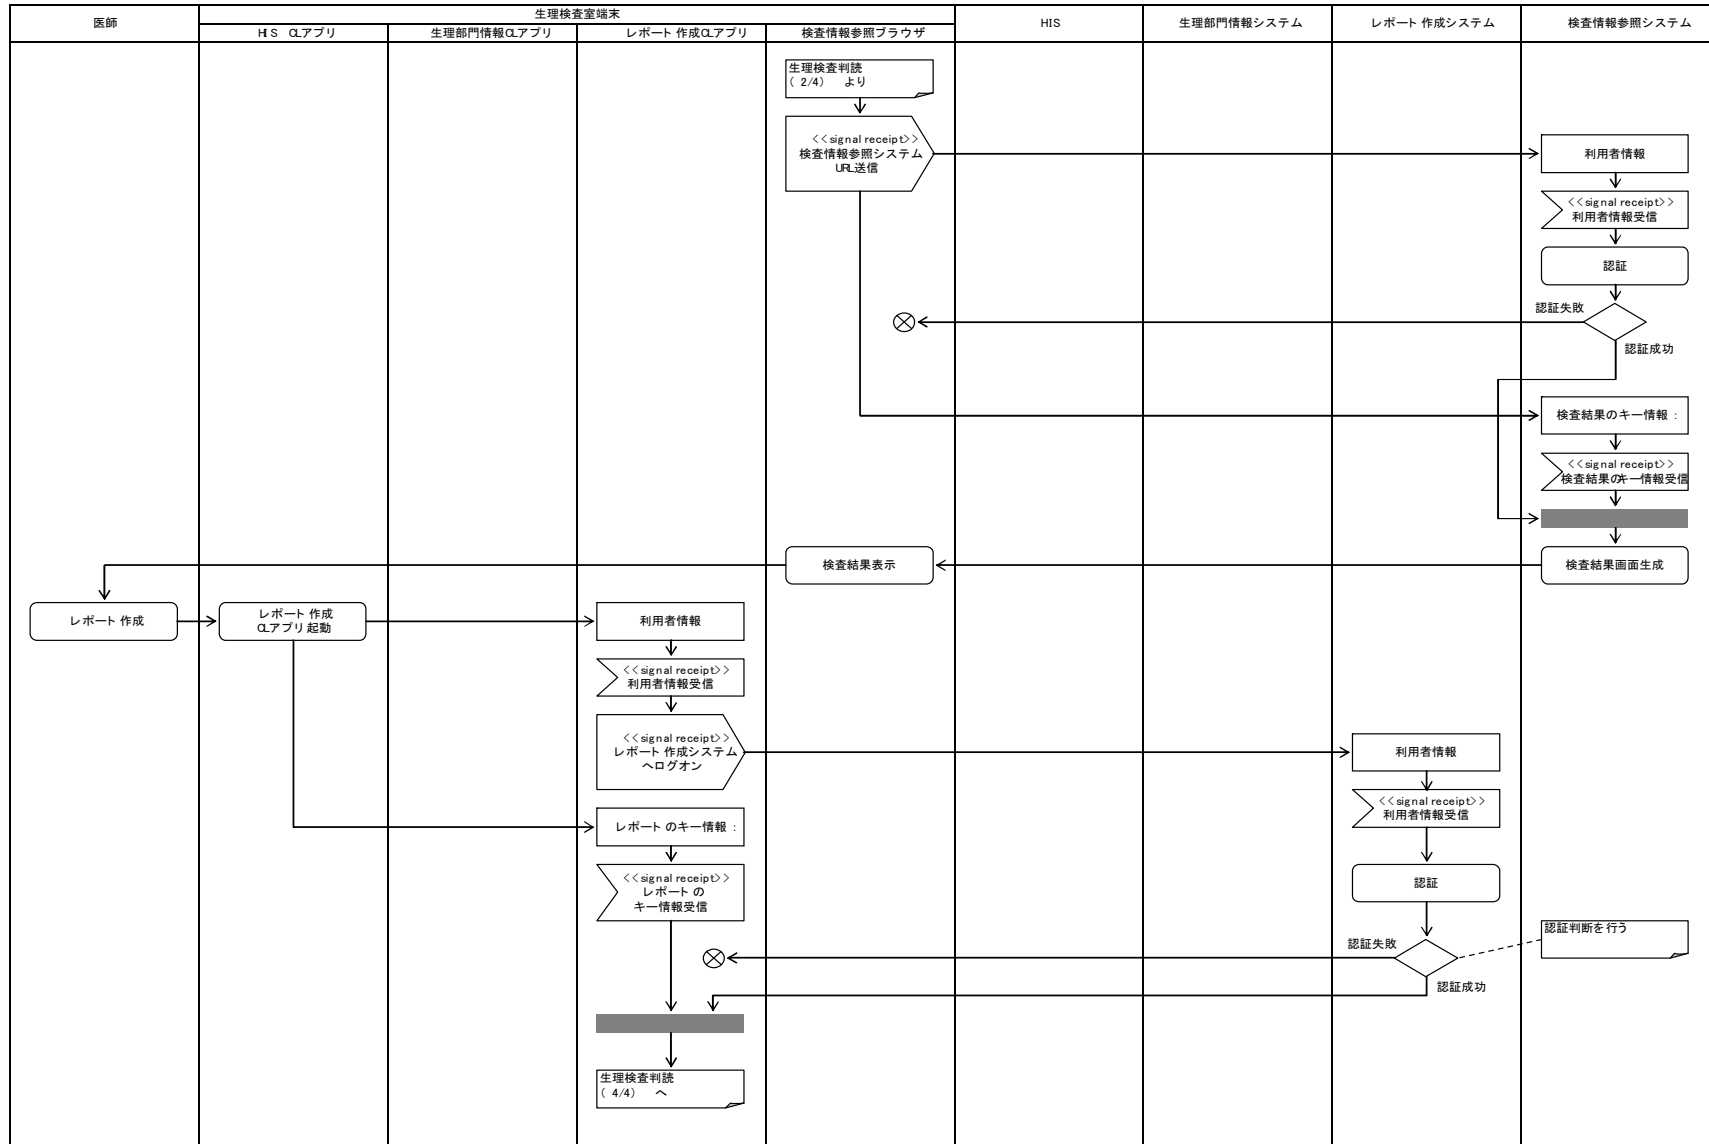 医師
生理検査室端末
HIS CLアプリ
生理部門情報CLアプリ
レポート作成CLアプリ
検査情報参照ブラウザ
HIS
生理部門情報システム
レポート作成システム
検査情報参照システム
生理検査判読
(2/4) より
<<signal receipt>>
検査情報参照システム
URL送信
利用者情報
<<signal receipt>>
利用者情報受信
認証
認証失敗
認証成功
検査結果のキー情報:
<<signal receipt>>
検査結果のキー情報受信
検査結果表示
検査結果画面生成
レポート作成
レポート作成
CLアプリ起動
利用者情報
<<signal receipt>>
利用者情報受信
<<signal receipt>>
レポート作成システム
へログオン
利用者情報
<<signal receipt>>
利用者情報受信
レポートのキー情報:
<<signal receipt>>
レポートの
キー情報受信
認証
認証判断を行う
認証失敗
認証成功
生理検査判読
(4/4) へ